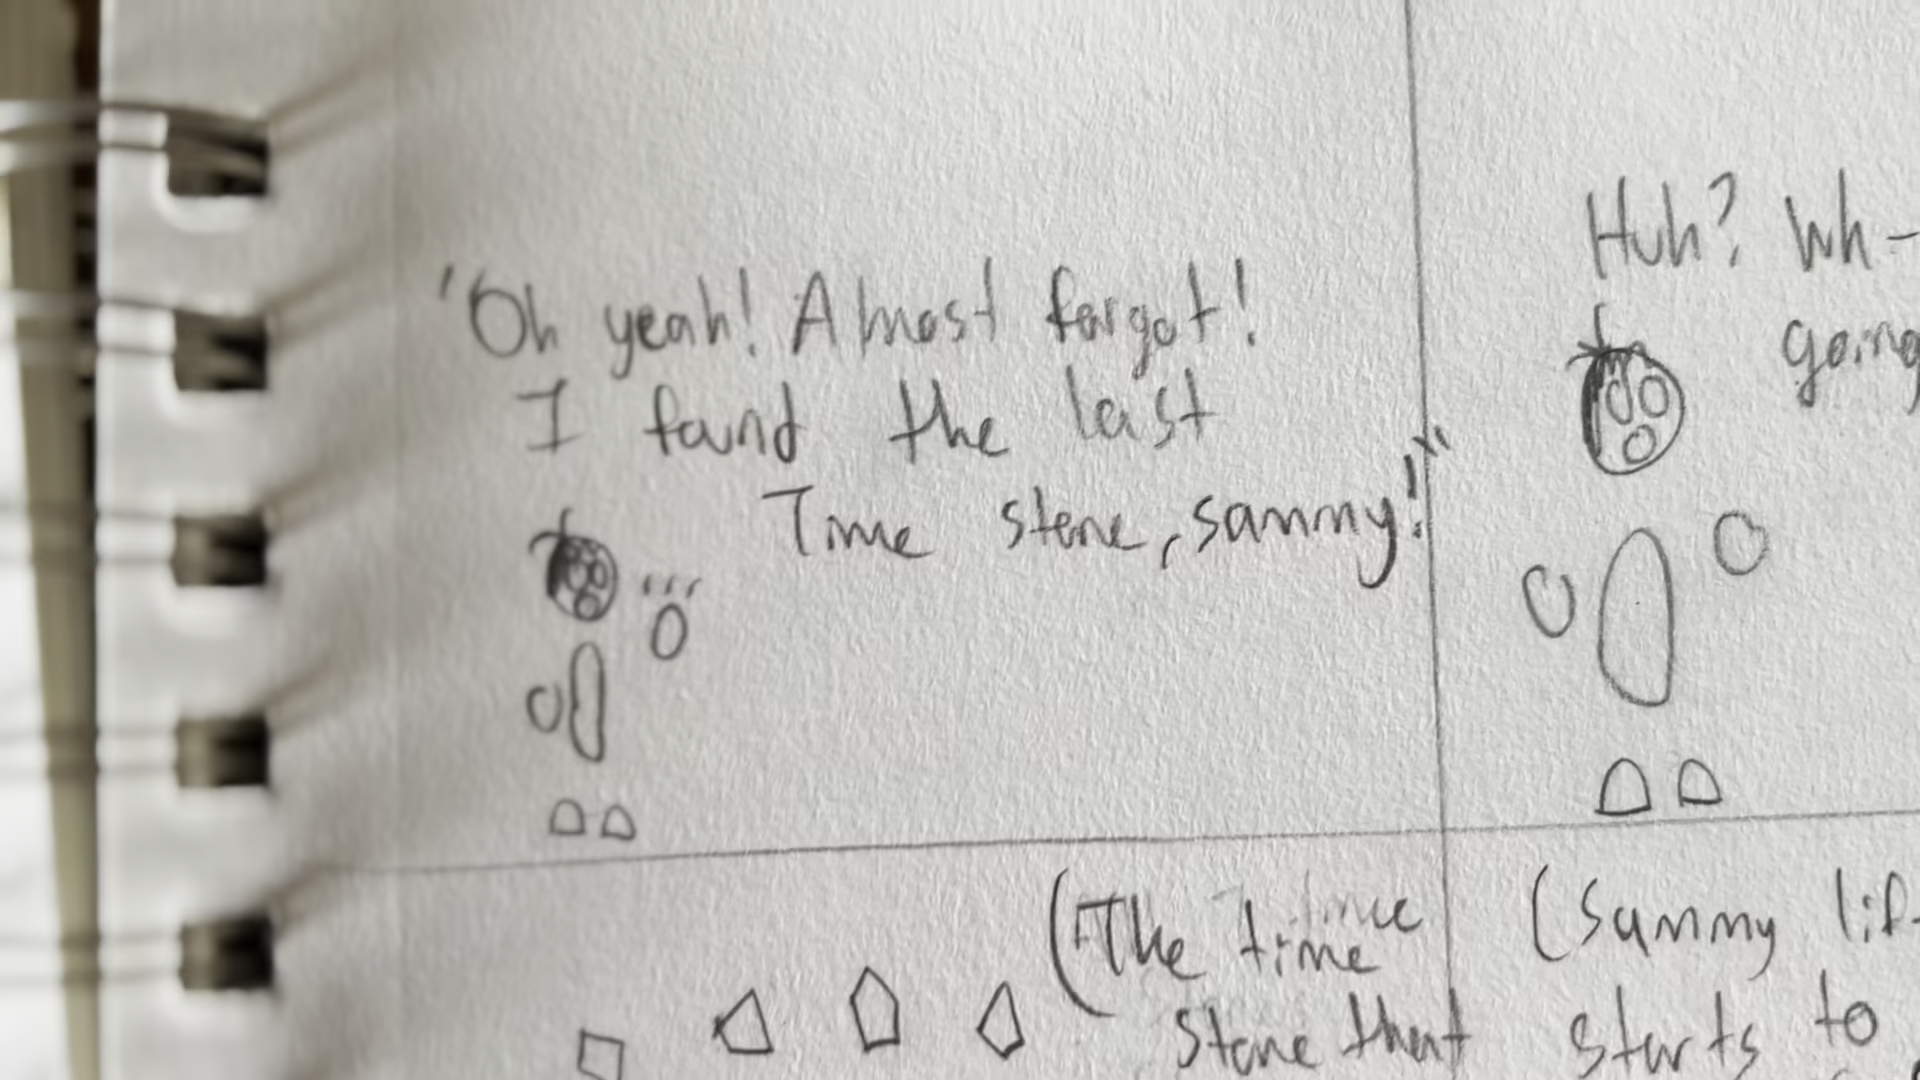 "Oh yeah! Almost forgot!
I found the last
Time stone, sammy!"
Huh? Wh-
going
(The time
stone that
(Sammy lif-
starts to